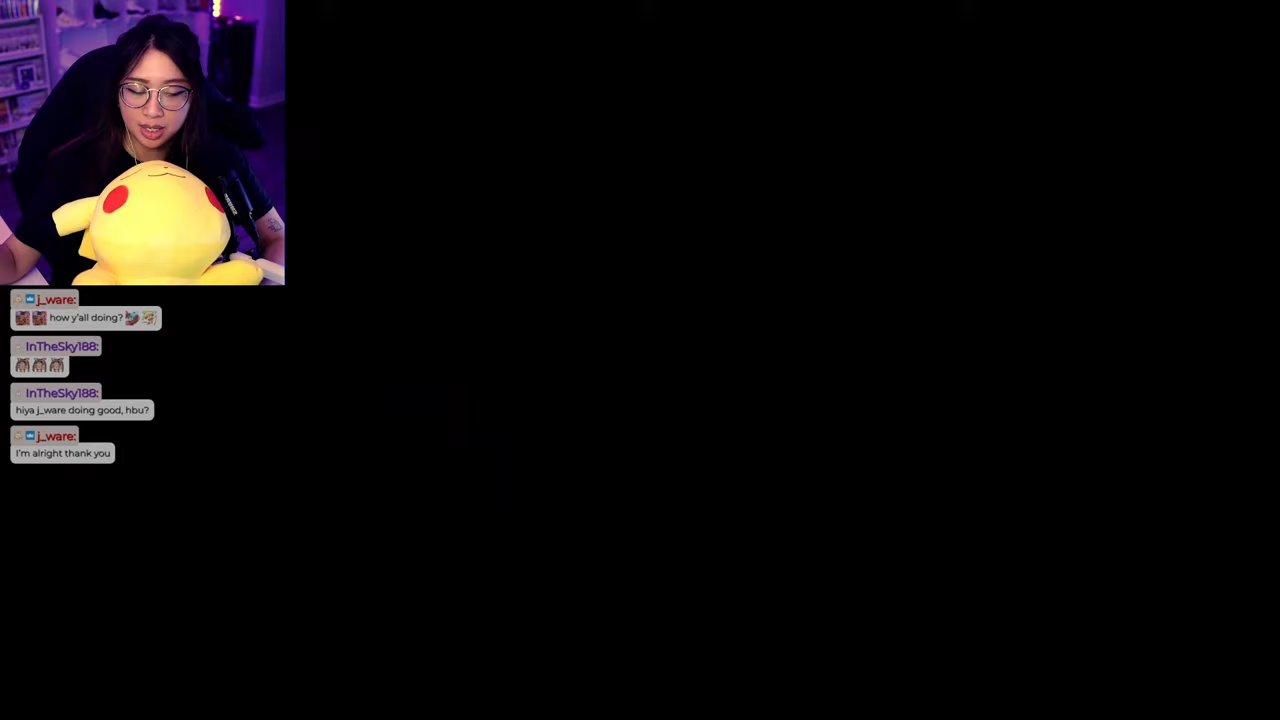 j_ware:
how y'all doing?
InTheSky188:
InTheSky188:
hiya j_ware doing good, hbu?
j_ware:
I'm alright thank you